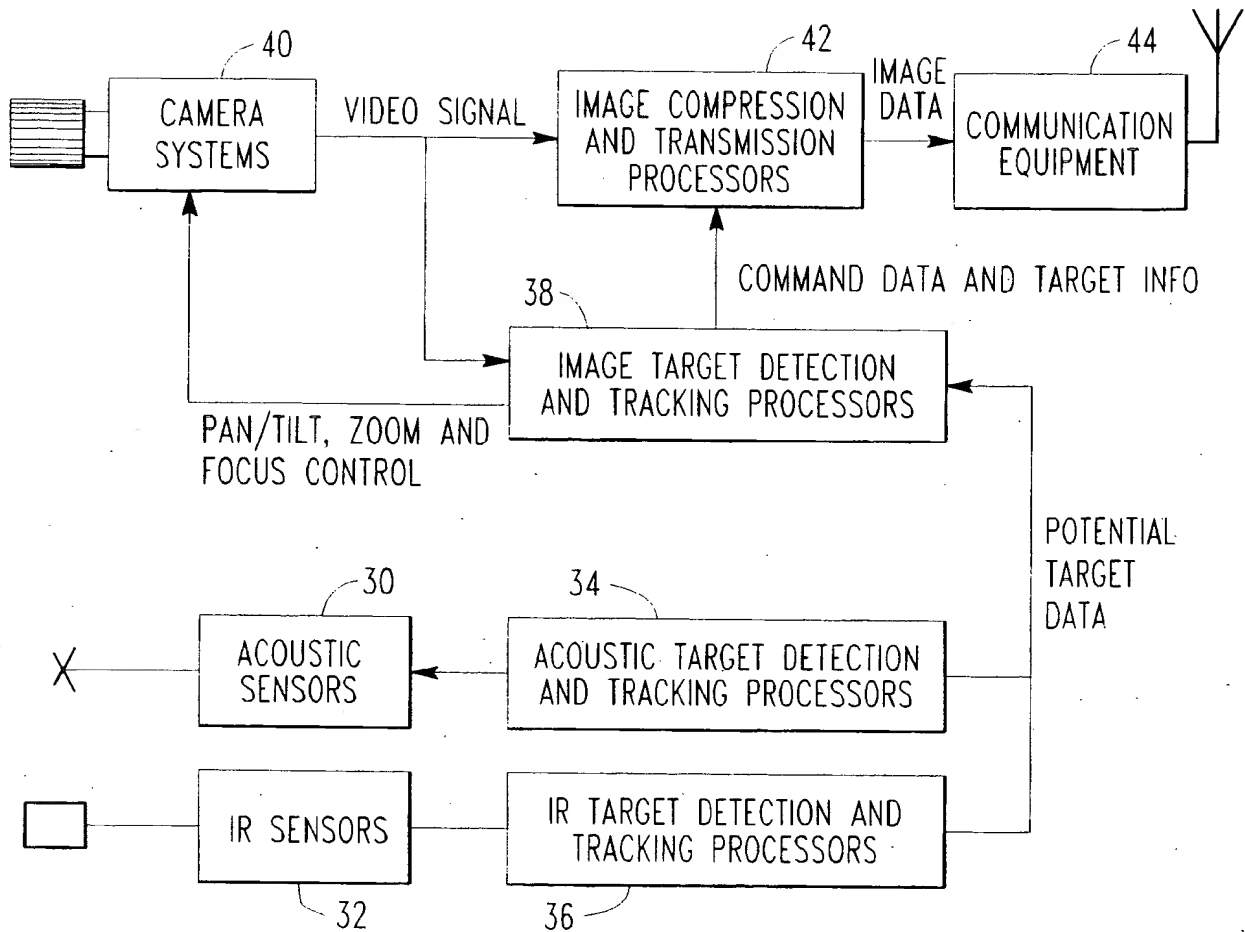 40
CAMERA
SYSTEMS
VIDEO SIGNAL
42
IMAGE COMPRESSION
AND TRANSMISSION
PROCESSORS
IMAGE
DATA
44
COMMUNICATION
EQUIPMENT
COMMAND DATA AND TARGET INFO
38
IMAGE TARGET DETECTION
AND TRACKING PROCESSORS
PAN/TILT, ZOOM AND
FOCUS CONTROL
POTENTIAL
TARGET
DATA
30
ACOUSTIC
SENSORS
34
ACOUSTIC TARGET DETECTION
AND TRACKING PROCESSORS
IR SENSORS
32
IR TARGET DETECTION AND
TRACKING PROCESSORS
36